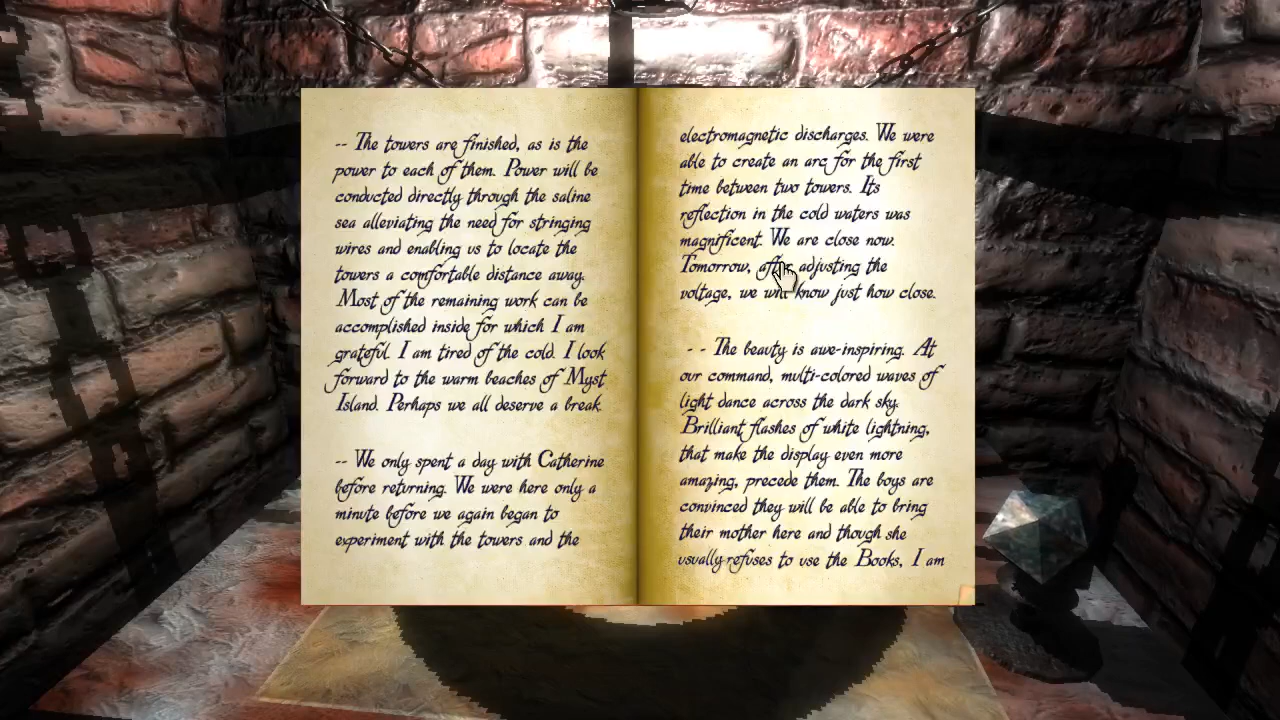 -- The towers are finished, as is the
power to each of them. Power will be
conducted directly through the saline
sea alleviating the need for stringing
wires and enabling us to locate the
towers a comfortable distance away.
Most of the remaining work can be
accomplished inside for which I am
grateful. I am tired of the cold. I look
forward to the warm beaches of Myst
Island. Perhaps we all deserve a break.
-- We only spent a day with Catherine
before returning. We were here only a
minute before we again began to
experiment with the towers and the
electromagnetic discharges. We were
able to create an arc for the first
time between two towers. Its
reflection in the cold waters was
magnificent. We are close now.
Tomorrow, after adjusting the
voltage, we will know just how close.
- - The beauty is awe-inspiring. At
our command, multi-colored waves of
light dance across the dark sky.
Brilliant flashes of white lightning,
that make the display even more
amazing, precede them. The boys are
convinced they will be able to bring
their mother here and though she
usually refuses to use the Books, I am